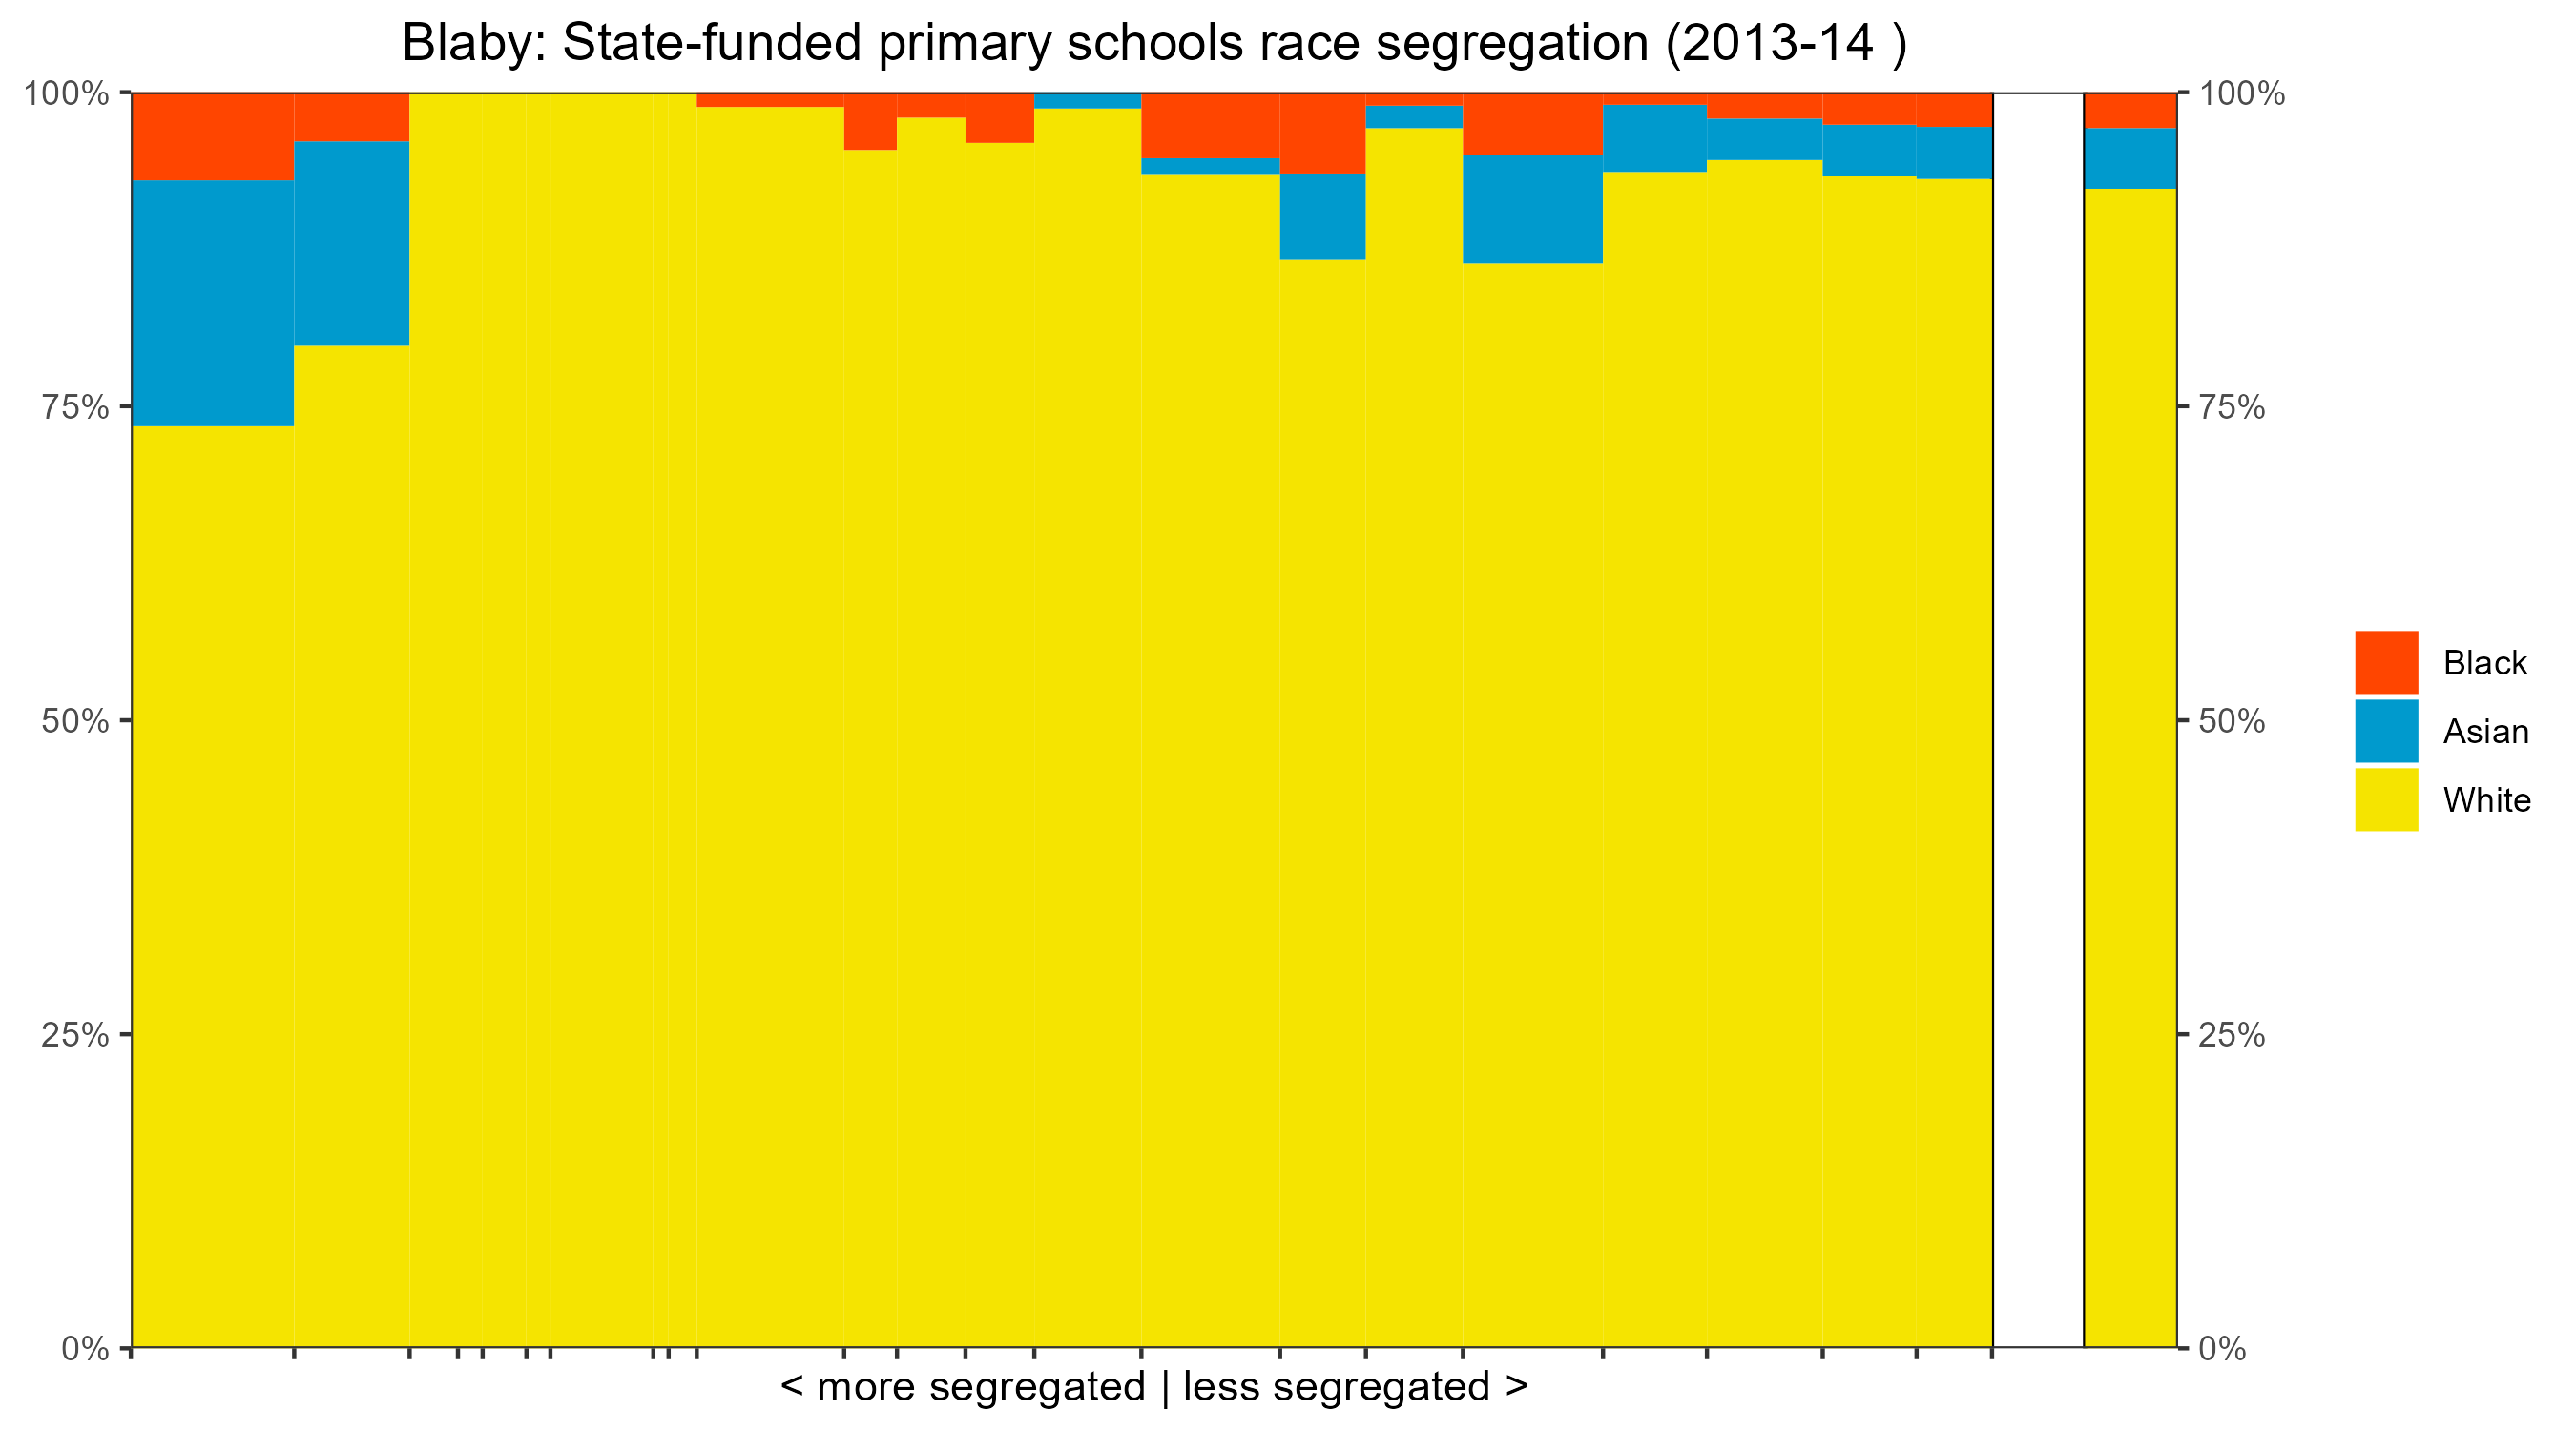 Blaby: State-funded primary schools race segregation (2013-14 )
100%
75%
50%
25%
0%
100%
75%
50%
25%
0%
Black
Asian
White
< more segregated | less segregated >